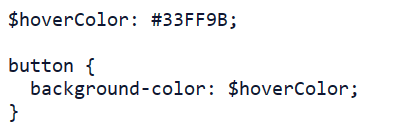 $hoverColor: #33FF9B;

button {
  background-color: $hoverColor;
}